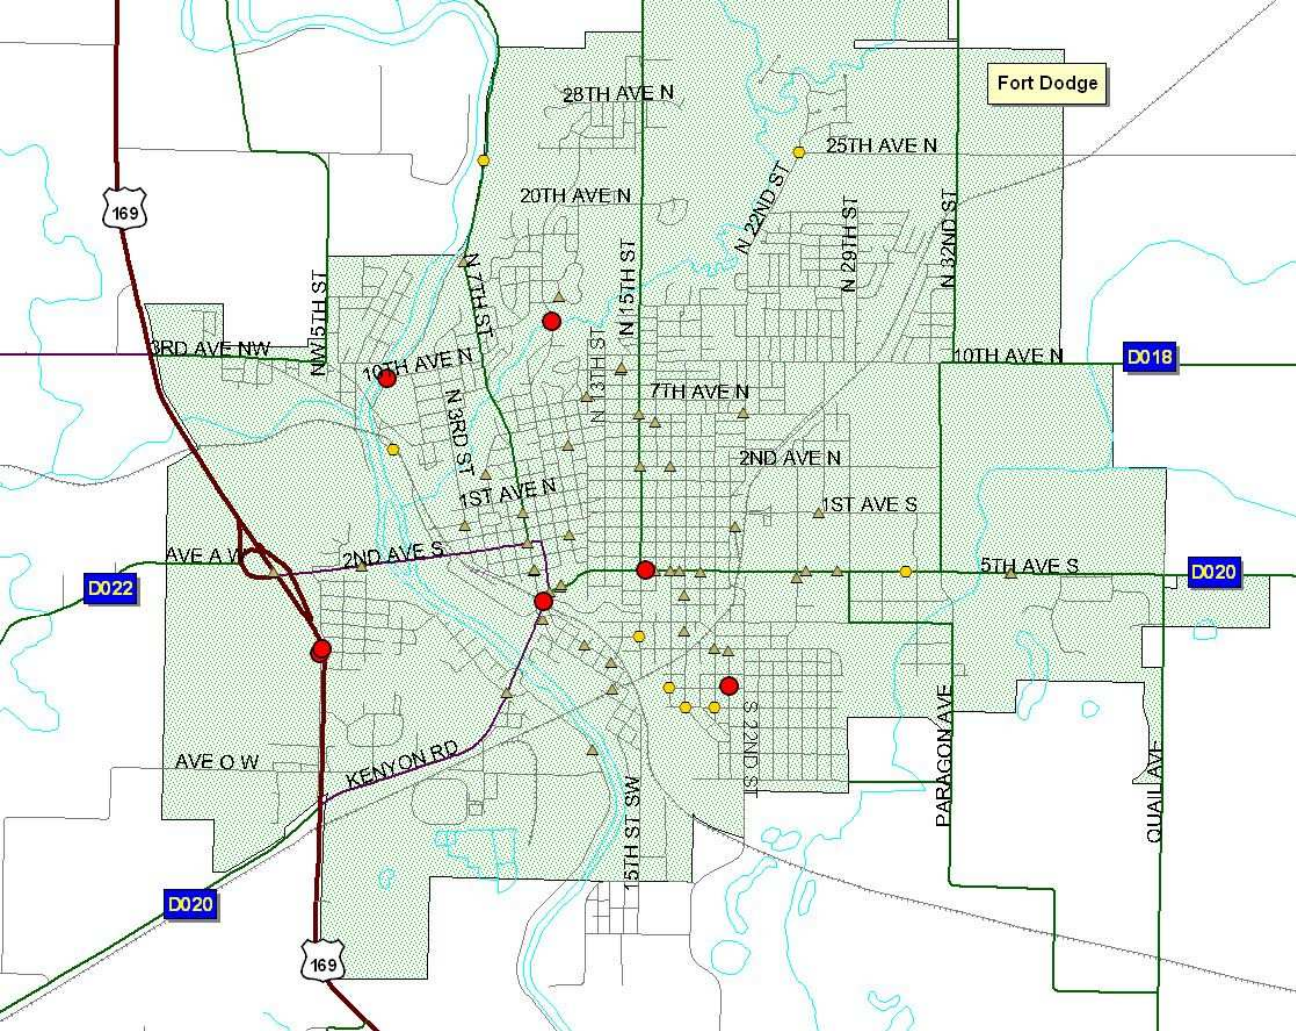 28TH AVE N
Fort Dodge
25TH AVE N
169
20TH AVE N
N 22ND ST
N 29TH ST
N 32ND ST
N 15TH ST
N 7TH ST
NW 5TH ST
3RD AVE NW
10TH AVE N
N 13TH ST
10TH AVE N
D018
N 3RD ST
7TH AVE N
2ND AVE N
1ST AVE N
1ST AVE S
AVE A W
2ND AVE S
5TH AVE S
D020
D022
AVE O W
KENYON RD
15TH ST SW
S 22ND ST
PARAGON AVE
QUAIL AVE
D020
169